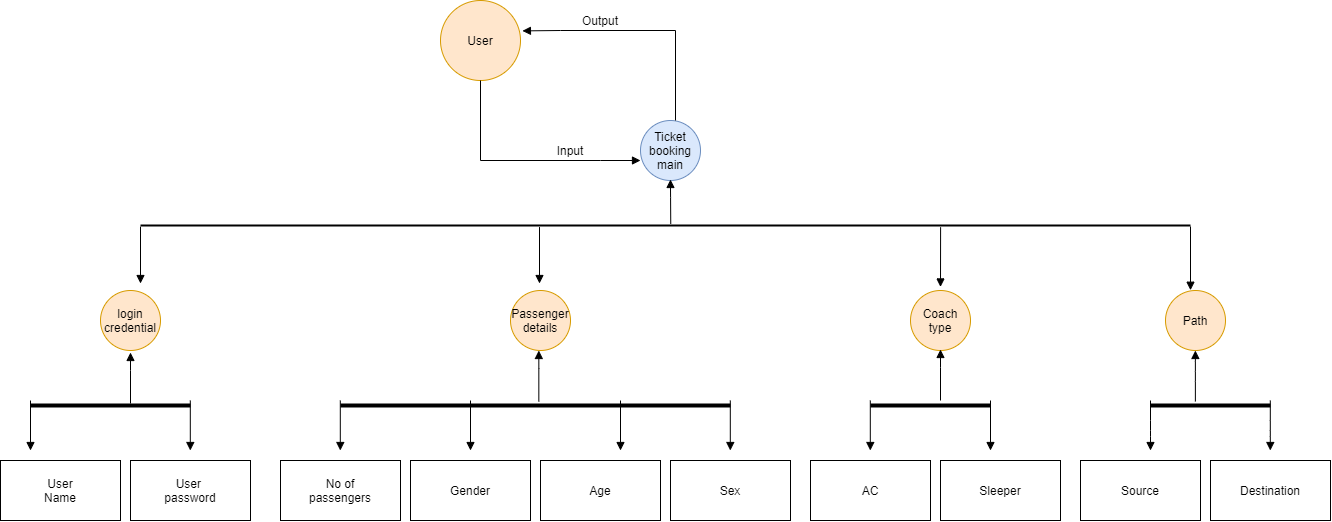 Output
User
Ticket
booking
main
Input
login
credential
Passenger
details
Coach
type
Path
User
Name
User
password
No of
passengers
Gender
Age
Sex
AC
Sleeper
Source
Destination